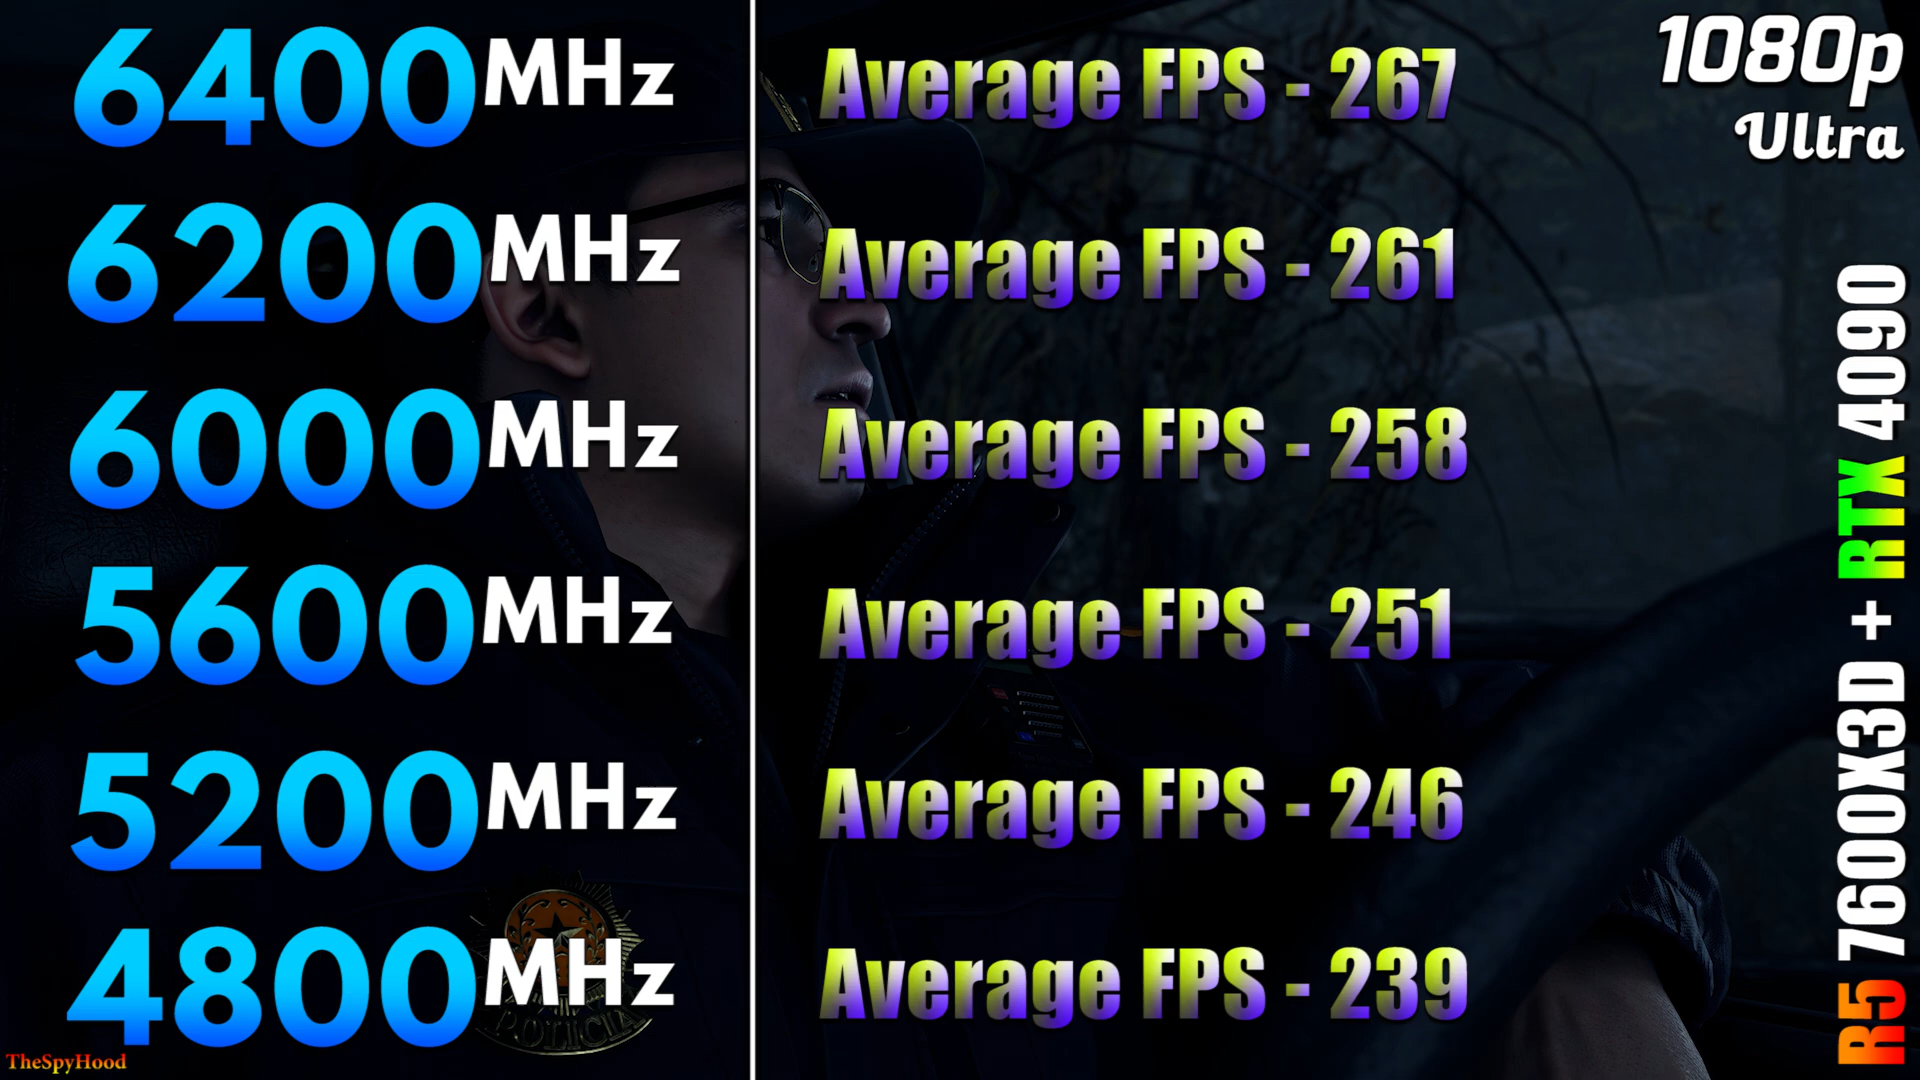 6400MHz Average FPS - 267
6200MHz Average FPS - 261
6000MHz Average FPS - 258
5600MHz Average FPS - 251
5200MHz Average FPS - 246
4800MHz Average FPS - 239
1080p
Ultra
R5 7600X3D + RTX 4090
POLICIA
TheSpyHood